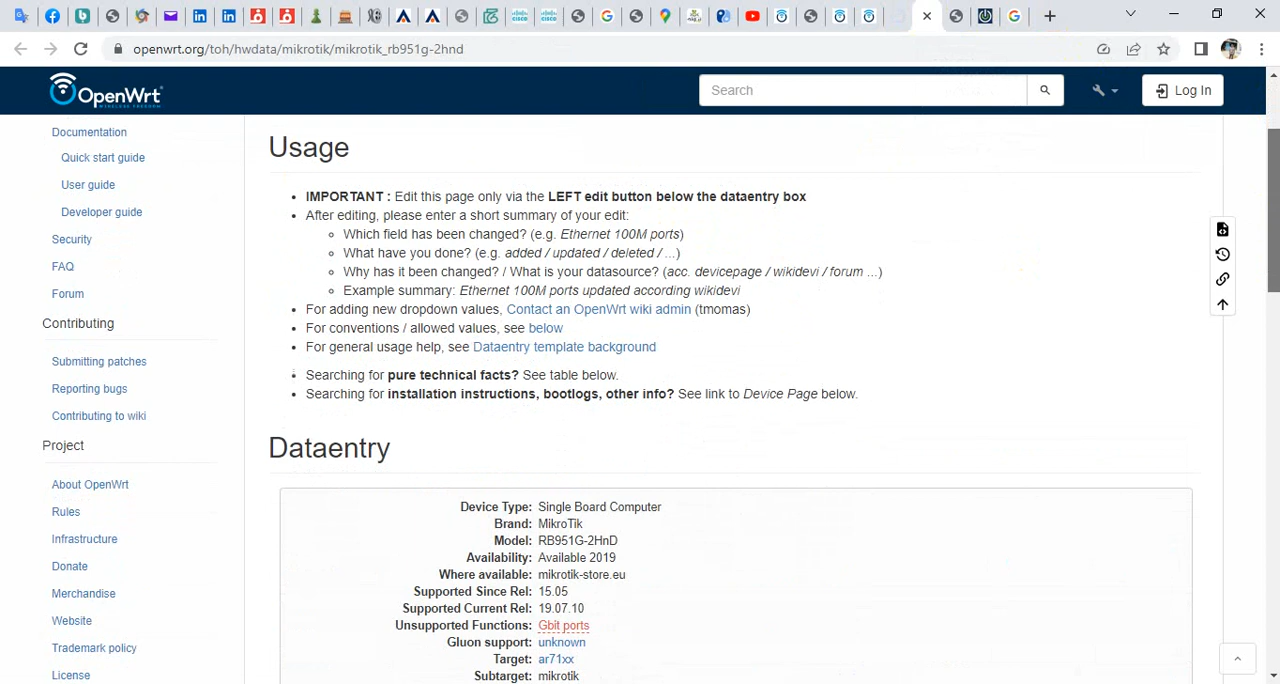 openwrt.org/toh/hwdata/mikrotik/mikrotik_rb951g-2hnd
OpenWrt
WIRELESS FREEDOM
Search
Log In
Documentation
Quick start guide
User guide
Developer guide
Security
FAQ
Forum
Contributing
Submitting patches
Reporting bugs
Contributing to wiki
Project
About OpenWrt
Rules
Infrastructure
Donate
Merchandise
Website
Trademark policy
License
Usage
• IMPORTANT : Edit this page only via the LEFT edit button below the dataentry box
• After editing, please enter a short summary of your edit:
◦ Which field has been changed? (e.g. Ethernet 100M ports)
◦ What have you done? (e.g. added / updated / deleted / ...)
◦ Why has it been changed? / What is your datasource? (acc. devicepage / wikidevi / forum ...)
◦ Example summary: Ethernet 100M ports updated according wikidevi
• For adding new dropdown values, Contact an OpenWrt wiki admin (tmomas)
• For conventions / allowed values, see below
• For general usage help, see Dataentry template background
• Searching for pure technical facts? See table below.
• Searching for installation instructions, bootlogs, other info? See link to Device Page below.
Dataentry
Device Type: Single Board Computer
Brand: MikroTik
Model: RB951G-2HnD
Availability: Available 2019
Where available: mikrotik-store.eu
Supported Since Rel: 15.05
Supported Current Rel: 19.07.10
Unsupported Functions: Gbit ports
Gluon support: unknown
Target: ar71xx
Subtarget: mikrotik